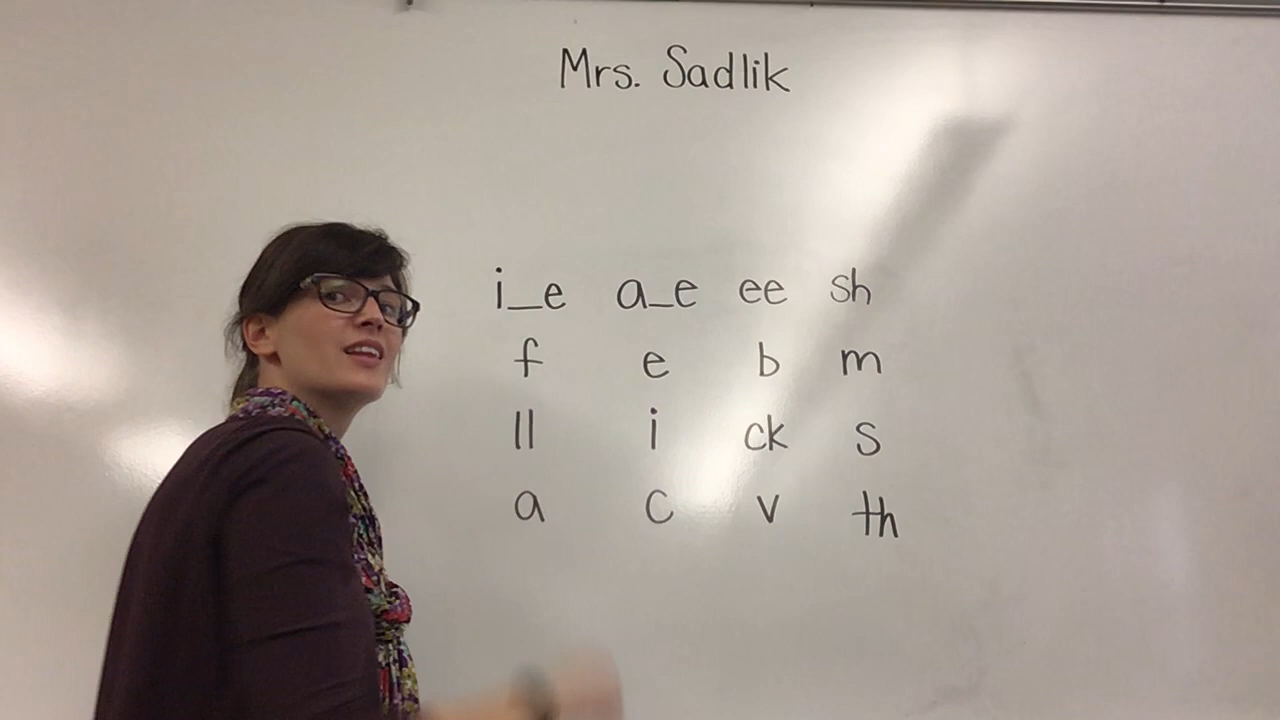 Mrs. Sadlik
i_e a_e ee sh
f e b m
ll i ck s
a c v th